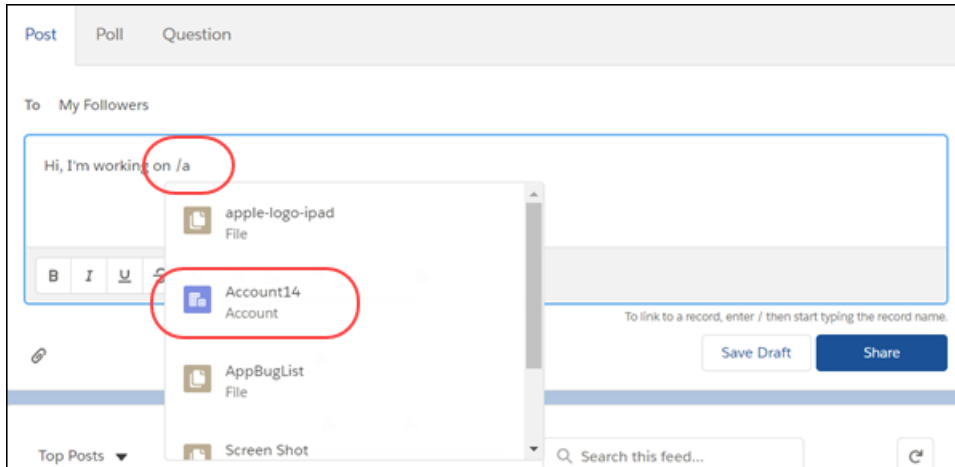 Post Poll Question
To My Followers
Hi, I'm working on /a
apple-logo-ipad
File
B I U S
Account14
Account
To link to a record, enter / then start typing the record name.
Save Draft Share
AppBugList
File
Screen Shot
Top Posts
Search this feed...